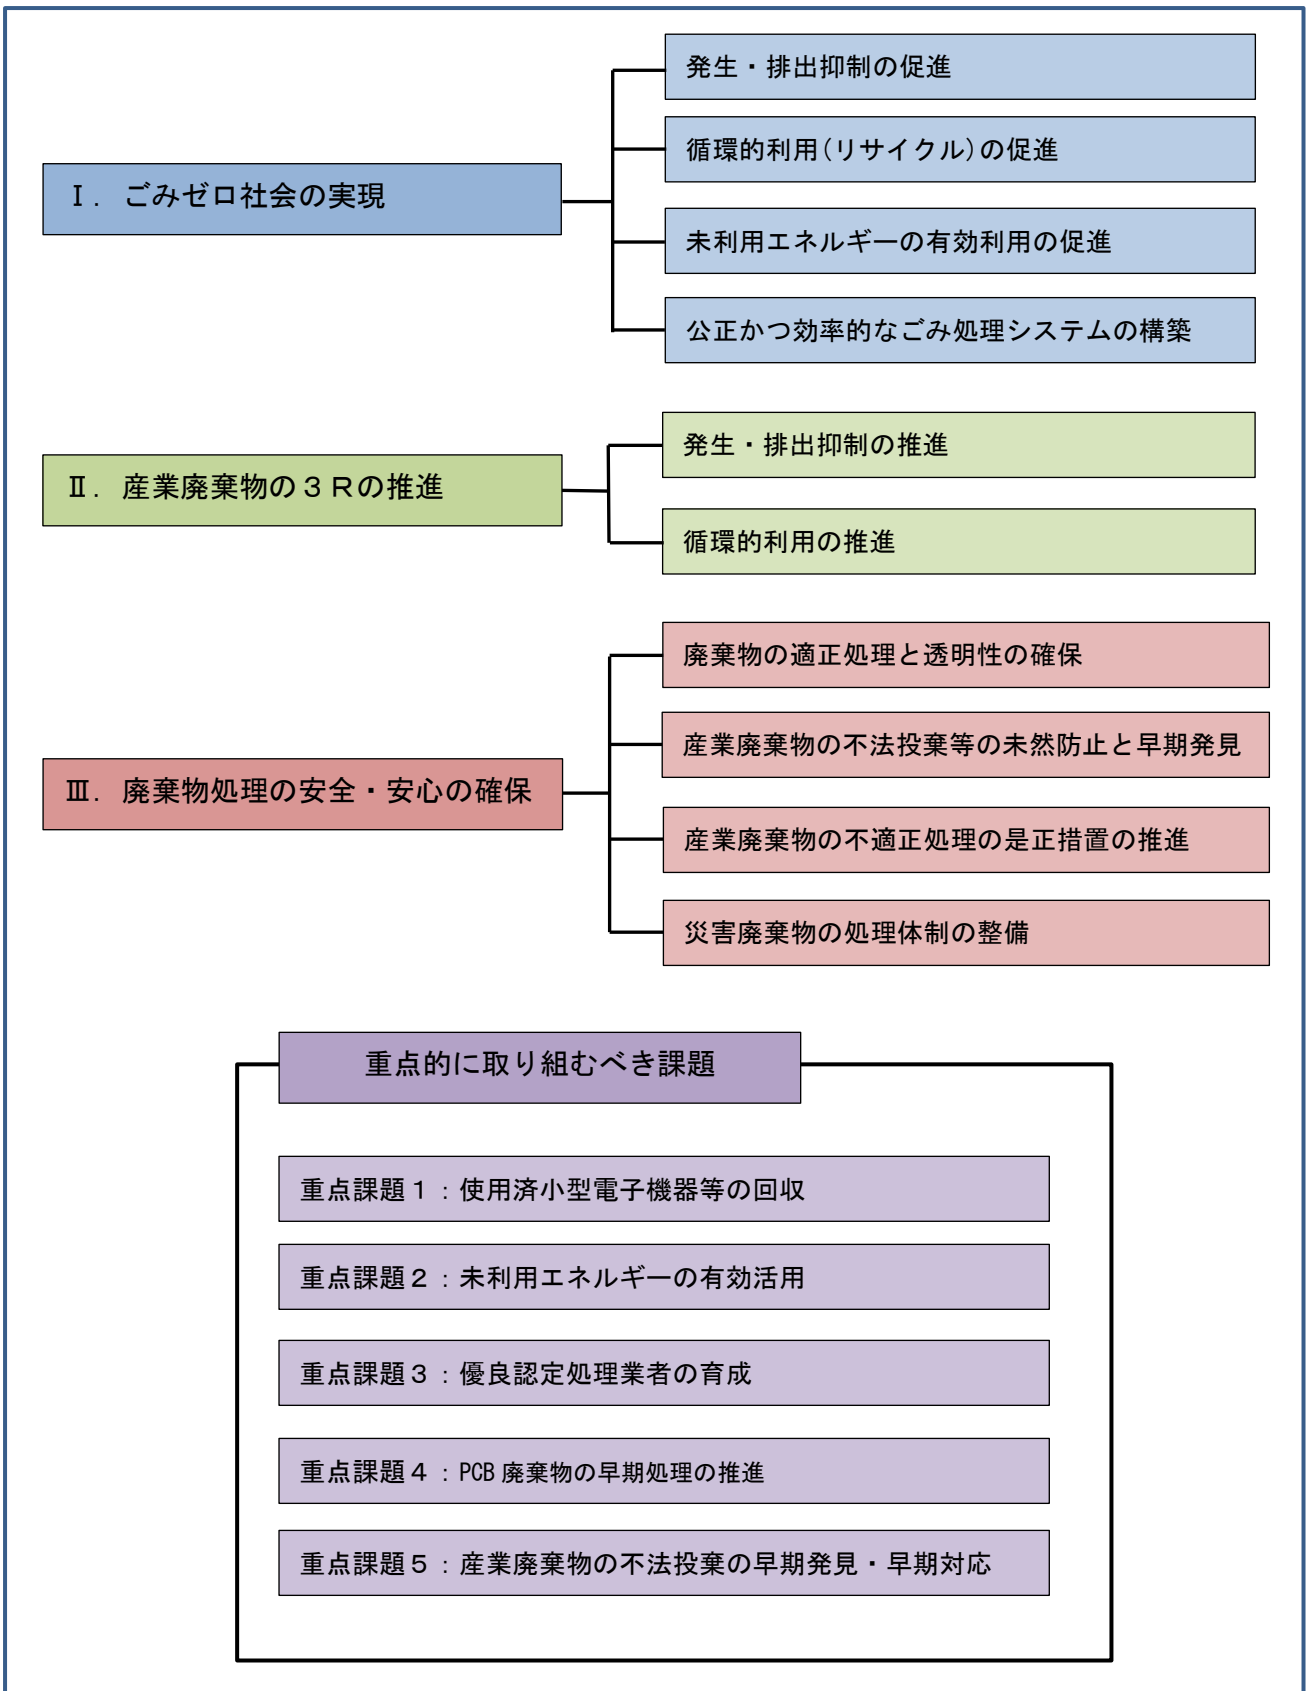 Ⅰ. ごみゼロ社会の実現
発生・排出抑制の促進
循環的利用(リサイクル)の促進
未利用エネルギーの有効利用の促進
公正かつ効率的なごみ処理システムの構築
Ⅱ. 産業廃棄物の３Ｒの推進
発生・排出抑制の推進
循環的利用の推進
Ⅲ. 廃棄物処理の安全・安心の確保
廃棄物の適正処理と透明性の確保
産業廃棄物の不法投棄等の未然防止と早期発見
産業廃棄物の不適正処理の是正措置の推進
災害廃棄物の処理体制の整備
重点的に取り組むべき課題
重点課題１：使用済小型電子機器等の回収
重点課題２：未利用エネルギーの有効活用
重点課題３：優良認定処理業者の育成
重点課題４：PCB 廃棄物の早期処理の推進
重点課題５：産業廃棄物の不法投棄の早期発見・早期対応